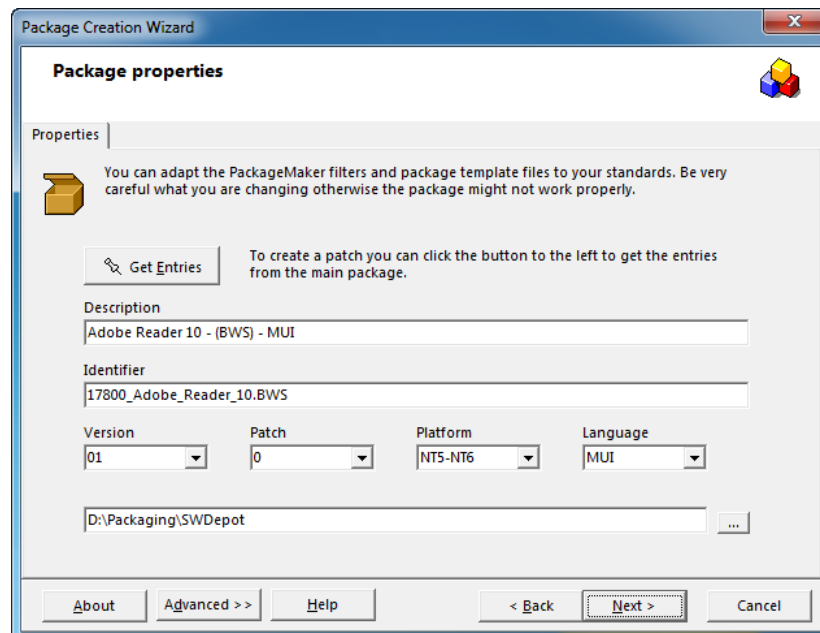 Package Creation Wizard
Package properties
Properties
You can adapt the PackageMaker filters and package template files to your standards. Be very
careful what you are changing otherwise the package might not work properly.
Get Entries
To create a patch you can click the button to the left to get the entries
from the main package.
Description
Adobe Reader 10 - (BWS) - MUI
Identifier
17800_Adobe_Reader_10.BWS
Version Patch Platform Language
01 0 NT5-NT6 MUI
D:\Packaging\SWDepot ...
About Advanced >> Help < Back Next > Cancel